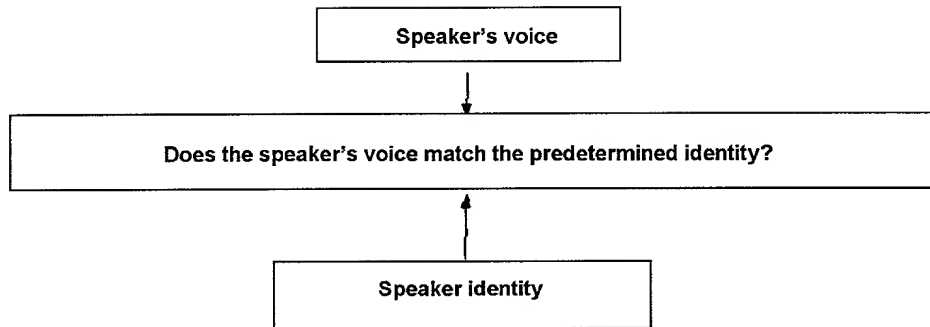 Speaker's voice
Does the speaker's voice match the predetermined identity?
Speaker identity